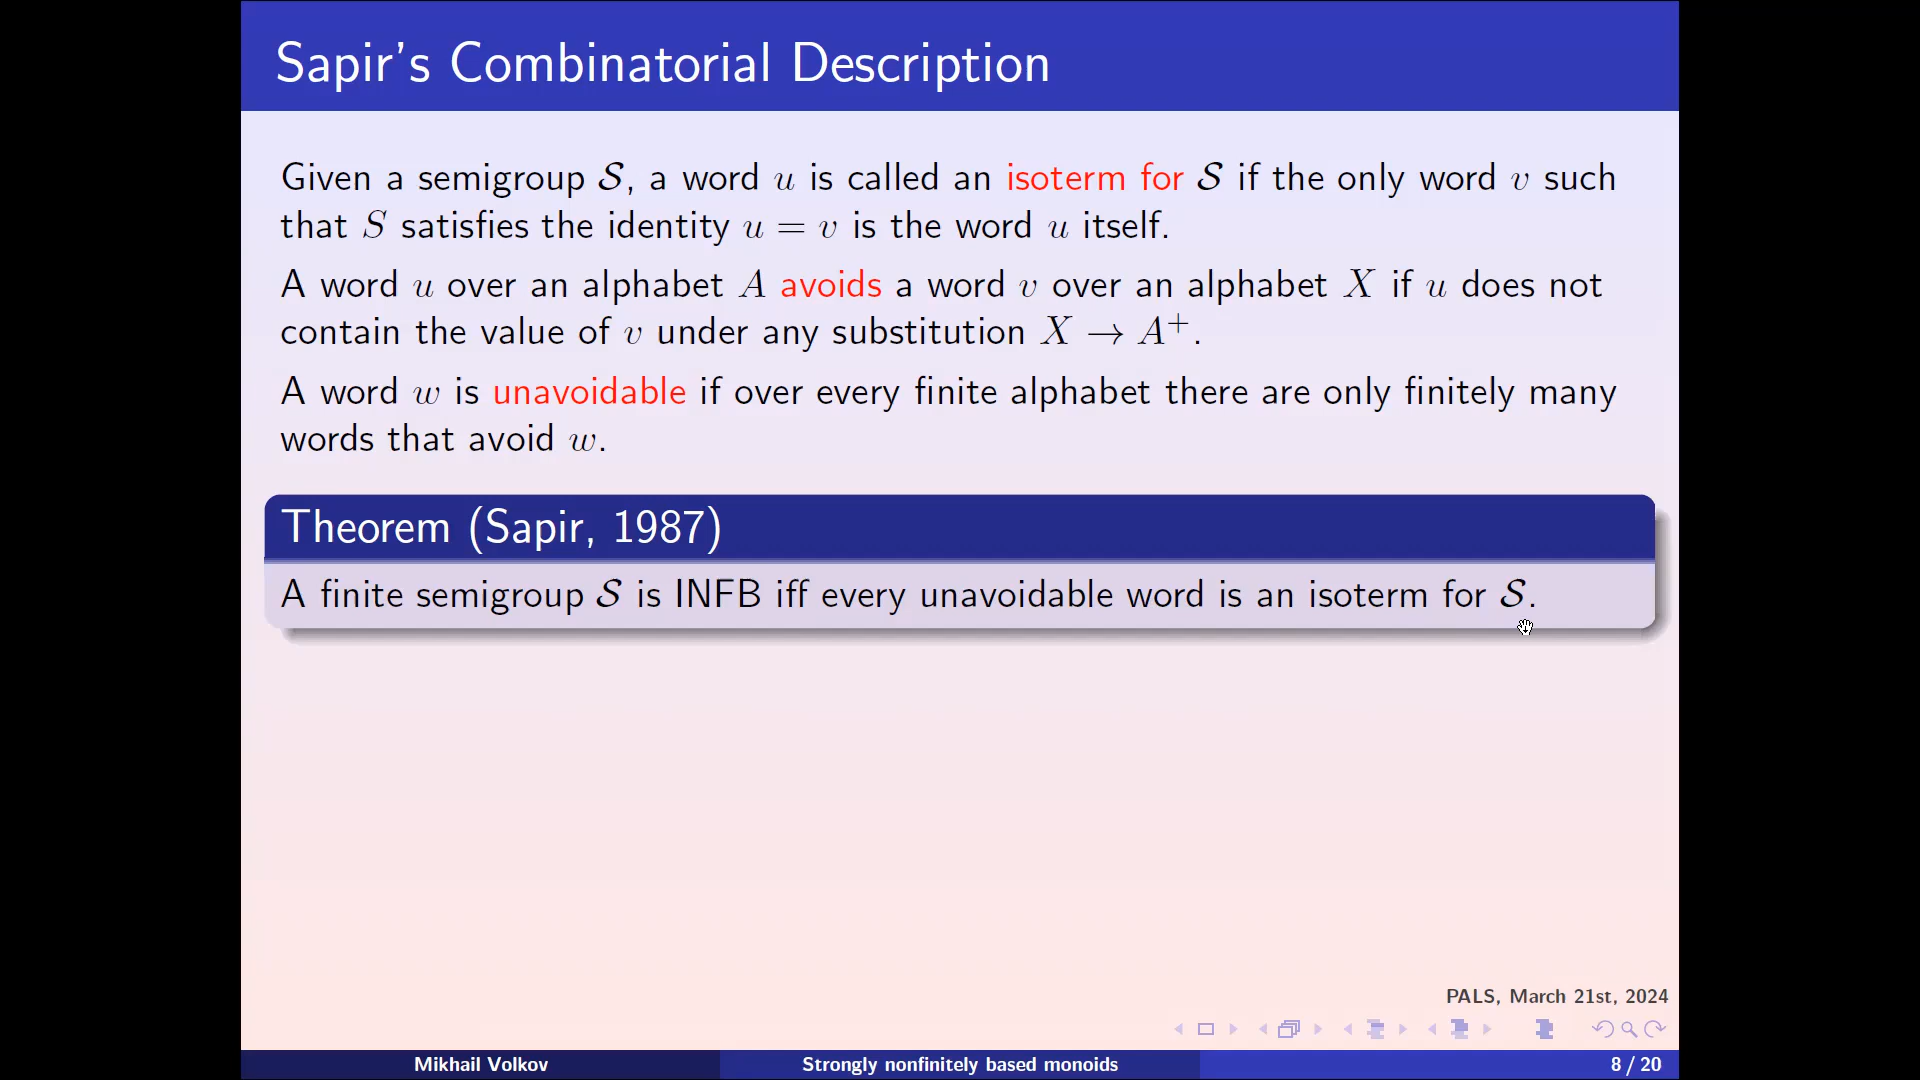 Sapir's Combinatorial Description
Given a semigroup 𝒮, a word u is called an isoterm for 𝒮 if the only word v such
that S satisfies the identity u = v is the word u itself.
A word u over an alphabet A avoids a word v over an alphabet X if u does not
contain the value of v under any substitution X → A⁺.
A word w is unavoidable if over every finite alphabet there are only finitely many
words that avoid w.
Theorem (Sapir, 1987)
A finite semigroup 𝒮 is INFB iff every unavoidable word is an isoterm for 𝒮.
PALS, March 21st, 2024
Mikhail Volkov
Strongly nonfinitely based monoids
8 / 20